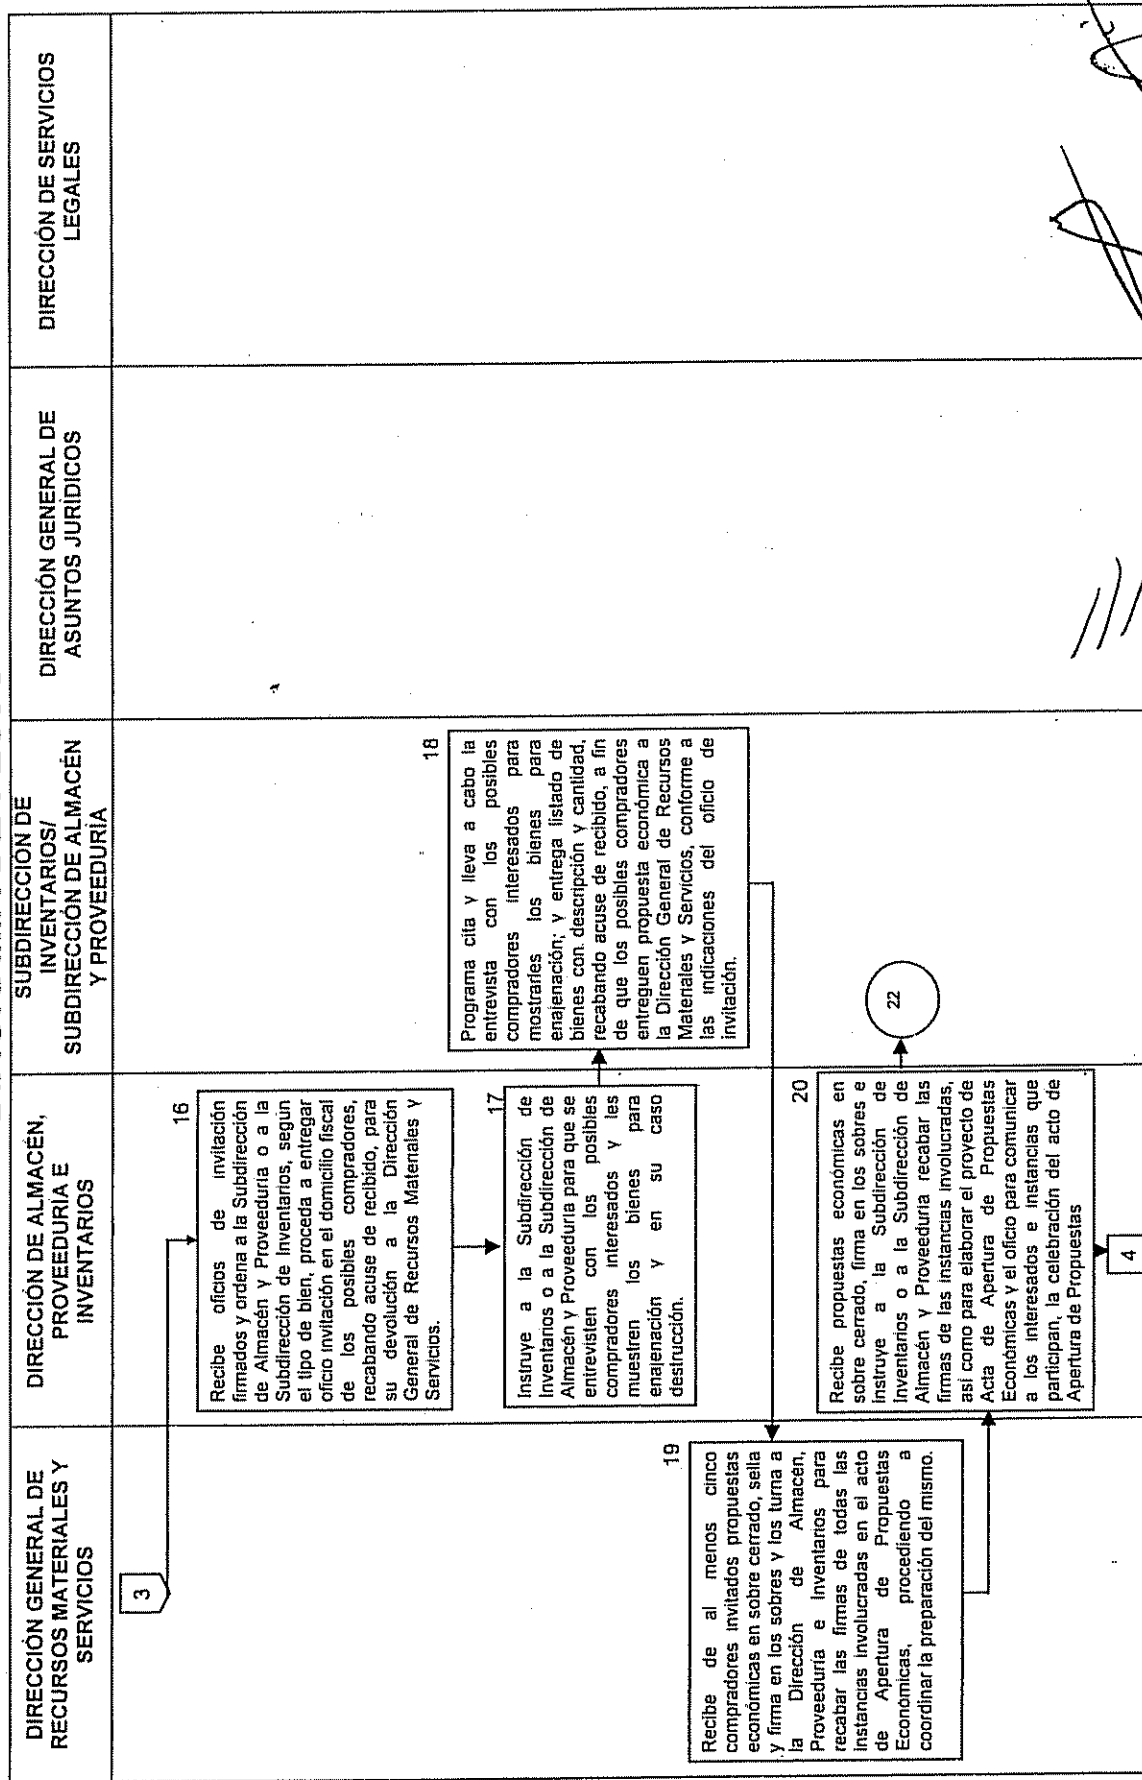 DIRECCIÓN GENERAL DE
RECURSOS MATERIALES Y
SERVICIOS
DIRECCIÓN DE ALMACÉN,
PROVEEDURÍA E
INVENTARIOS
SUBDIRECCIÓN DE
INVENTARIOS/
SUBDIRECCIÓN DE ALMACÉN
Y PROVEEDURÍA
DIRECCIÓN GENERAL DE
ASUNTOS JURÍDICOS
DIRECCIÓN DE SERVICIOS
LEGALES
3
16
Recibe oficios de invitación
firmados y ordena a la Subdirección
de Almacén y Proveeduría o a la
Subdirección de Inventarios, según
el tipo de bien, proceda a entregar
oficio invitación en el domicilio fiscal
de los posibles compradores,
recabando acuse de recibido, para
su devolución a la Dirección
General de Recursos Materiales y
Servicios.
17
Instruye a la Subdirección de
Inventarios o a la Subdirección de
Almacén y Proveeduría para que se
entrevisten con los posibles
compradores interesados y les
muestren los bienes para
enajenación y en su caso
destrucción.
18
Programa cita y lleva a cabo la
entrevista con los posibles
compradores interesados para
mostrarles los bienes para
enajenación; y entrega listado de
bienes con descripción y cantidad,
recabando acuse de recibido, a fin
de que los posibles compradores
entreguen propuesta económica a
la Dirección General de Recursos
Materiales y Servicios, conforme a
las indicaciones del oficio de
invitación.
19
Recibe de al menos cinco
compradores invitados propuestas
económicas en sobre cerrado, sella
y firma en los sobres y los turna a
la Dirección de Almacén,
Proveeduría e Inventarios para
recabar las firmas de todas las
instancias involucradas en el acto
de Apertura de Propuestas
Económicas, procediendo a
coordinar la preparación del mismo.
20
Recibe propuestas económicas en
sobre cerrado, firma en los sobres e
instruye a la Subdirección de
Inventarios o a la Subdirección de
Almacén y Proveeduría recabar las
firmas de las instancias involucradas,
así como para elaborar el proyecto de
Acta de Apertura de Propuestas
Económicas y el oficio para comunicar
a los interesados e instancias que
participan, la celebración del acto de
Apertura de Propuestas
22
4